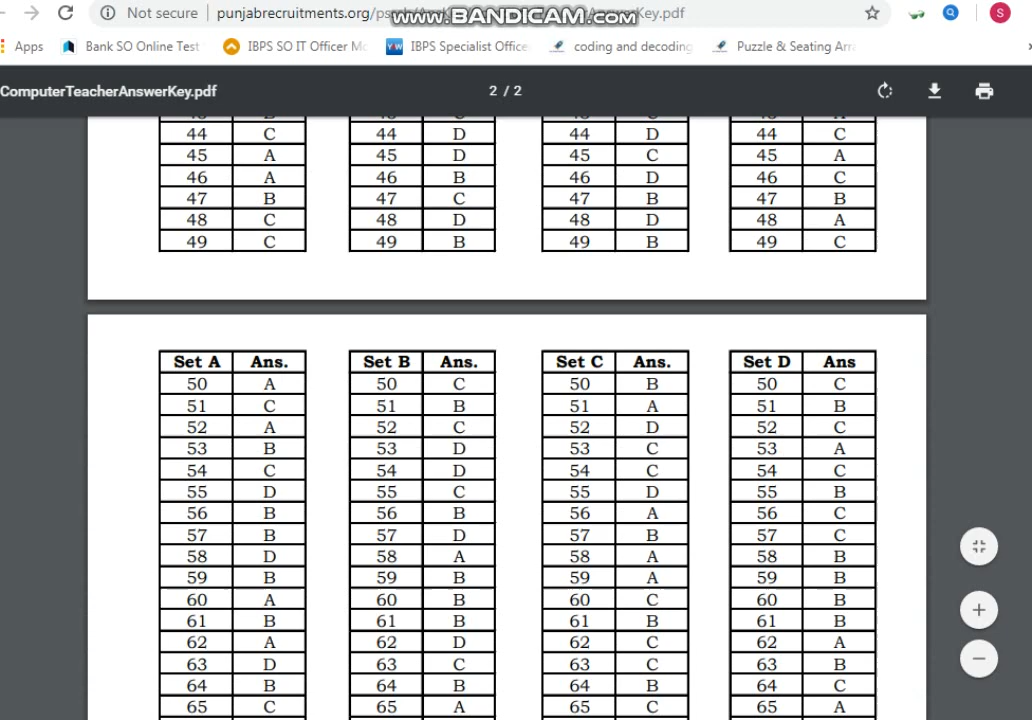 Not secure | punjabrecruitments.org/ www.BANDICAM.com Key.pdf S
Apps Bank SO Online Test IBPS SO IT Officer YW IBPS Specialist Office coding and decoding Puzzle & Seating
ComputerTeacherAnswerKey.pdf 2 / 2
44 C 44 D 44 D 44 C
45 A 45 D 45 C 45 A
46 A 46 B 46 D 46 C
47 B 47 C 47 B 47 B
48 C 48 D 48 D 48 A
49 C 49 B 49 B 49 C
Set A Ans. Set B Ans. Set C Ans. Set D Ans
50 A 50 C 50 B 50 C
51 C 51 B 51 A 51 B
52 A 52 C 52 D 52 C
53 B 53 D 53 C 53 A
54 C 54 D 54 C 54 C
55 D 55 C 55 D 55 B
56 B 56 B 56 A 56 C
57 B 57 D 57 B 57 C
58 D 58 A 58 A 58 B
59 B 59 B 59 A 59 B
60 A 60 B 60 C 60 B
61 B 61 B 61 B 61 B
62 A 62 D 62 C 62 A
63 D 63 C 63 C 63 B
64 B 64 B 64 B 64 C
65 C 65 A 65 C 65 A